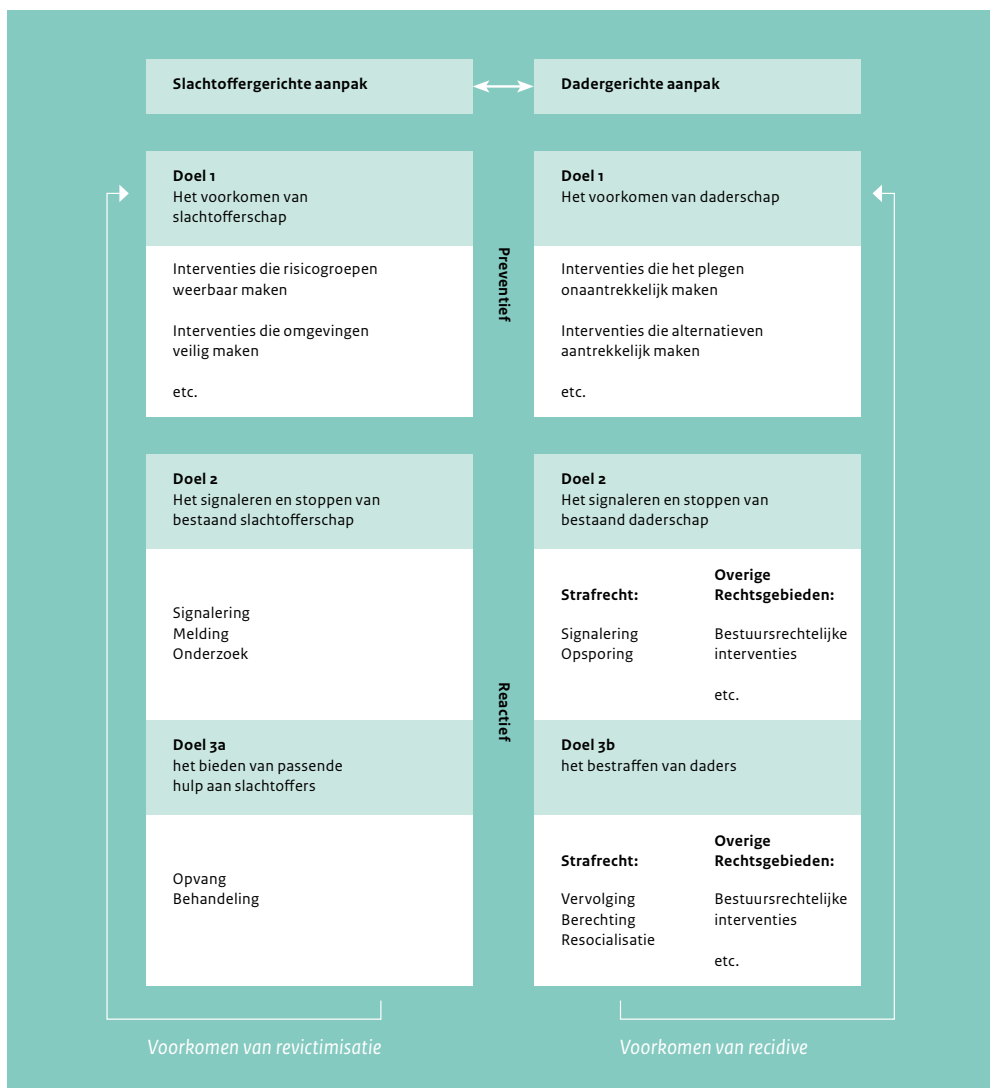 Slachtoffergerichte aanpak
Dadergerichte aanpak
Doel 1
Het voorkomen van
slachtofferschap
Interventies die risicogroepen
weerbaar maken
Interventies die omgevingen
veilig maken
etc.
Preventief
Doel 1
Het voorkomen van daderschap
Interventies die het plegen
onaantrekkelijk maken
Interventies die alternatieven
aantrekkelijk maken
etc.
Doel 2
Het signaleren en stoppen van
bestaand slachtofferschap
Signalering
Melding
Onderzoek
Doel 2
Het signaleren en stoppen van
bestaand daderschap
Strafrecht:
Signalering
Opsporing
Overige
Rechtsgebieden:
Bestuursrechtelijke
interventies
etc.
Reactief
Doel 3a
het bieden van passende
hulp aan slachtoffers
Opvang
Behandeling
Doel 3b
het bestraffen van daders
Strafrecht:
Vervolging
Berechting
Resocialisatie
Overige
Rechtsgebieden:
Bestuursrechtelijke
interventies
etc.
Voorkomen van revictimisatie
Voorkomen van recidive